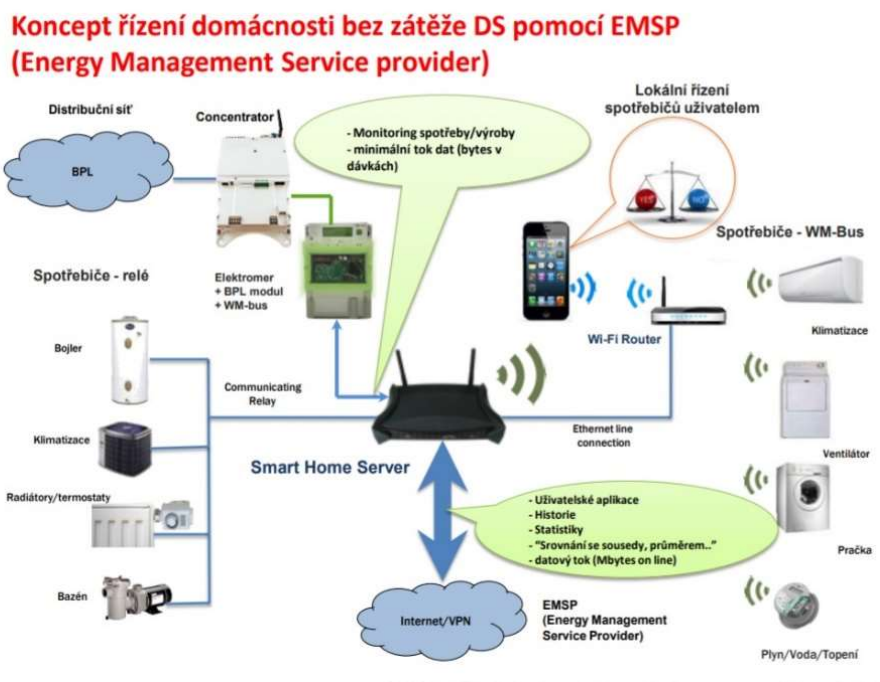 Koncept řízení domácnosti bez zátěže DS pomocí EMSP
(Energy Management Service provider)
Distribuční síť
BPL
Concentrator
- Monitoring spotřeby/výroby
- minimální tok dat (bytes v
dávkách)
Lokální řízení
spotřebičů uživatelem
YES
NO
Spotřebiče - WM-Bus
Spotřebiče - relé
Elektromer
+ BPL modul
+ WM-bus
Wi-Fi Router
Klimatizace
Bojler
Communicating
Relay
Ethernet line
connection
Klimatizace
Smart Home Server
Ventilátor
Radiátory/termostaty
- Uživatelské aplikace
- Historie
- Statistiky
- “Srovnání se sousedy, průměrem..”
- datový tok (Mbytes on line)
Pračka
Bazén
Internet/VPN
EMSP
(Energy Management
Service Provider)
Plyn/Voda/Topení